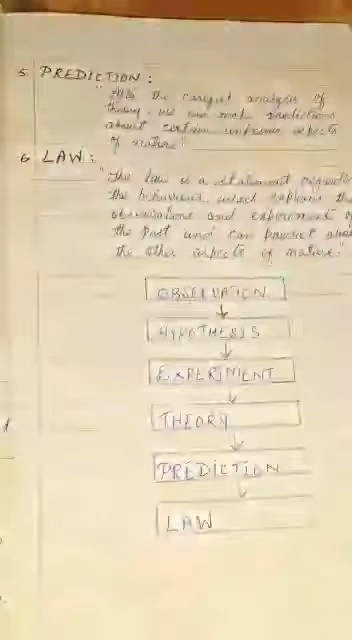 5 PREDICTION:
"After the careful analysis of
theory, we can make predictions
about certain unknown aspects
of nature"
6 LAW:
"The law is a statement regarding
the behaviour which explains the
observations and experiment of
the past and can predict about
the other aspects of nature."
OBSERVATION
HYPOTHESIS
EXPERIMENT
THEORY
PREDICTION
LAW